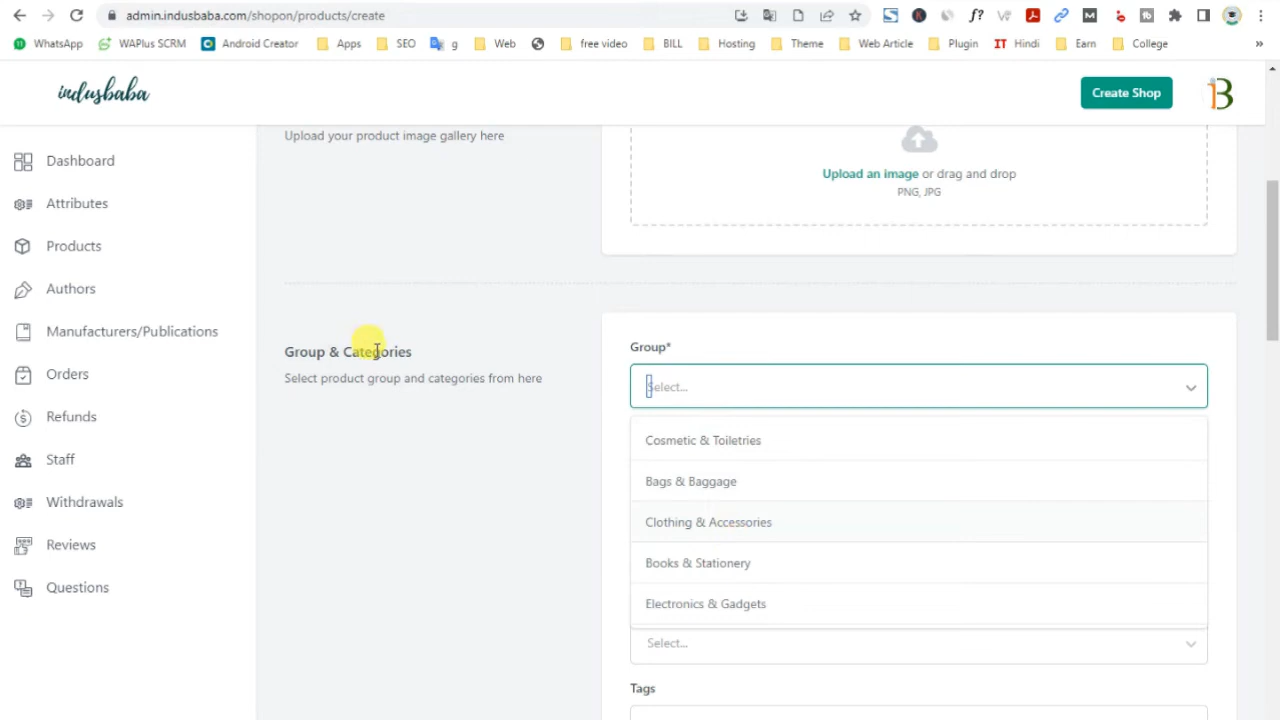 admin.indusbaba.com/shopon/products/create
WhatsApp
WAPlus SCRM
Android Creator
Apps
SEO
g
Web
free video
BILL
Hosting
Theme
Web Article
Plugin
Hindi
Earn
College
»
indusbaba
Create Shop
Dashboard
Attributes
Products
Authors
Manufacturers/Publications
Orders
Refunds
Staff
Withdrawals
Reviews
Questions
Upload your product image gallery here
Upload an image or drag and drop
PNG, JPG
Group & Categories
Select product group and categories from here
Group*
Select...
Cosmetic & Toiletries
Bags & Baggage
Clothing & Accessories
Books & Stationery
Electronics & Gadgets
Select...
Tags